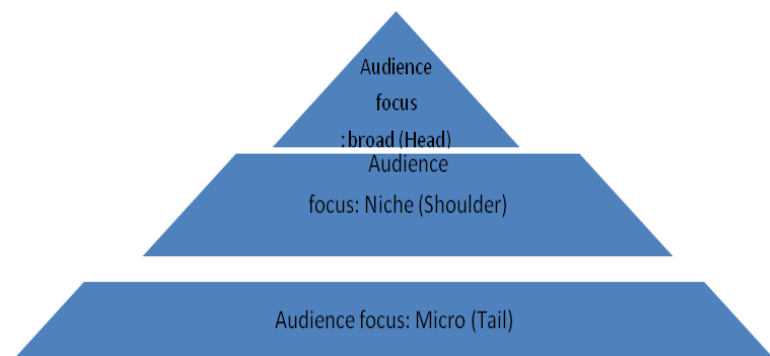 Audience
focus
:broad (Head)
Audience
focus: Niche (Shoulder)
Audience focus: Micro (Tail)